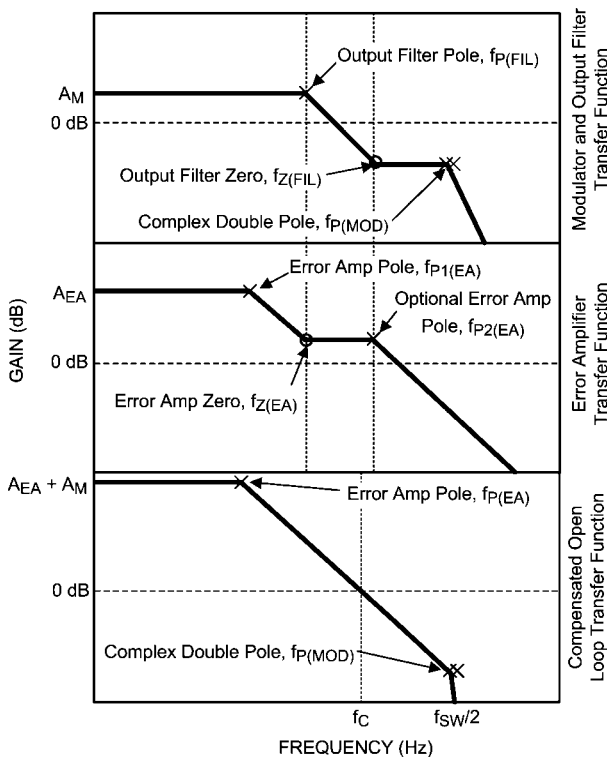 Output Filter Pole, fP(FIL)
AM
0 dB
Output Filter Zero, fZ(FIL)
Complex Double Pole, fP(MOD)
Modulator and Output Filter
Transfer Function
Error Amp Pole, fP1(EA)
AEA
Optional Error Amp
Pole, fP2(EA)
0 dB
Error Amp Zero, fZ(EA)
Error Amplifier
Transfer Function
GAIN (dB)
AEA + AM
Error Amp Pole, fP(EA)
0 dB
Complex Double Pole, fP(MOD)
Compensated Open
Loop Transfer Function
fC
fSW/2
FREQUENCY (Hz)